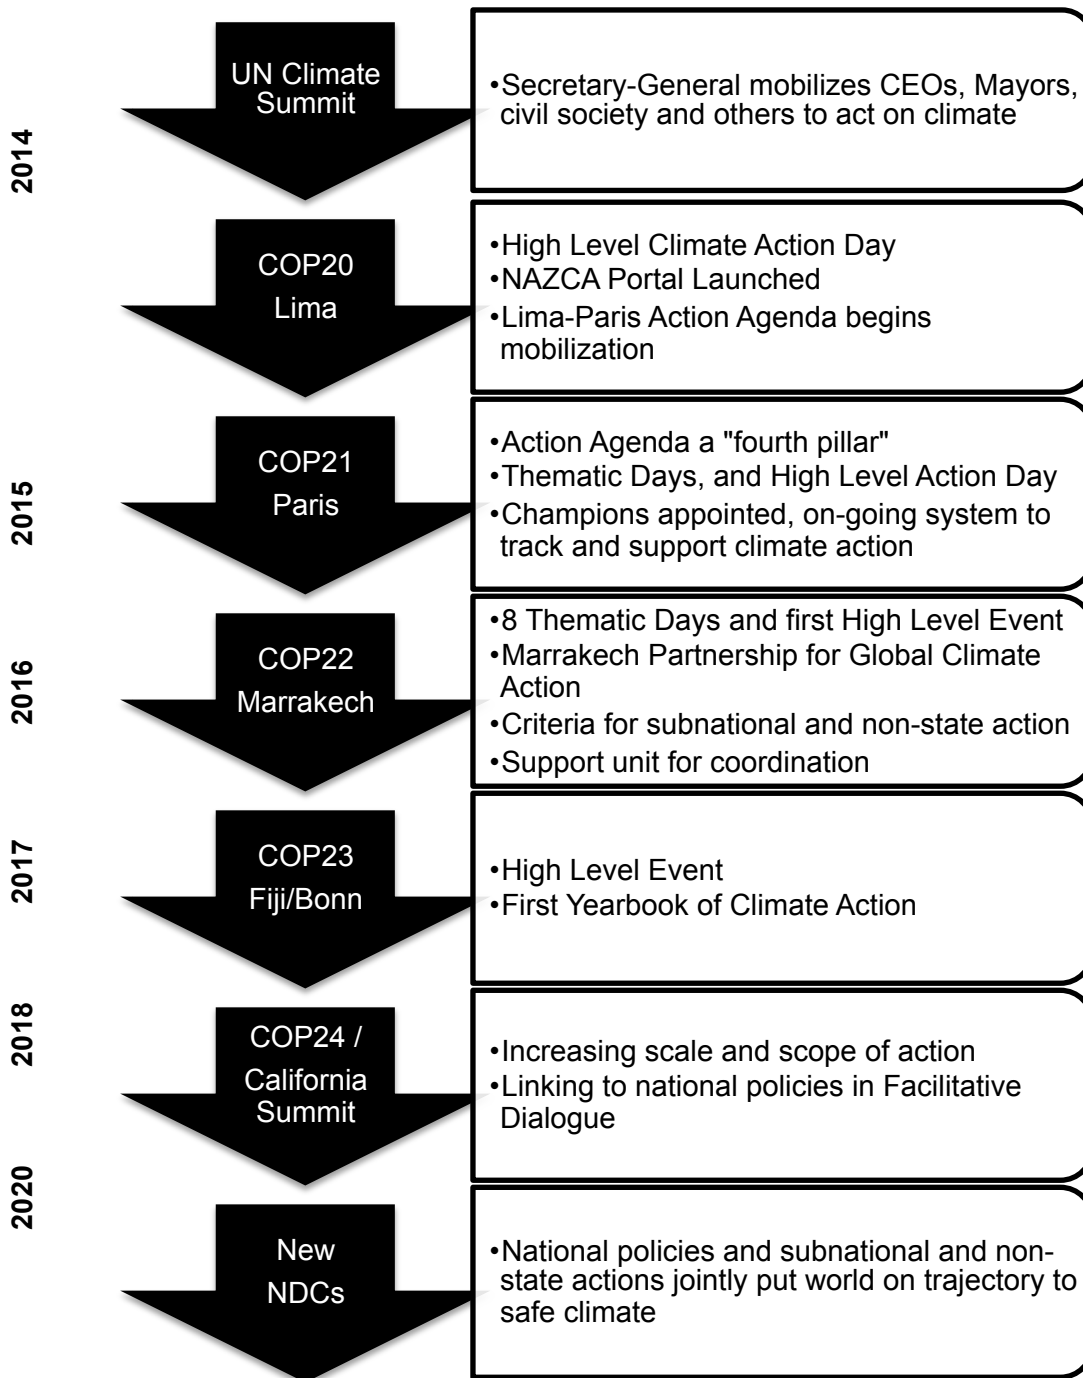 2014
UN Climate
Summit
•Secretary-General mobilizes CEOs, Mayors,
civil society and others to act on climate
COP20
Lima
•High Level Climate Action Day
•NAZCA Portal Launched
•Lima-Paris Action Agenda begins
mobilization
2015
COP21
Paris
•Action Agenda a "fourth pillar"
•Thematic Days, and High Level Action Day
•Champions appointed, on-going system to
track and support climate action
2016
COP22
Marrakech
•8 Thematic Days and first High Level Event
•Marrakech Partnership for Global Climate
Action
•Criteria for subnational and non-state action
•Support unit for coordination
2017
COP23
Fiji/Bonn
•High Level Event
•First Yearbook of Climate Action
2018
COP24 /
California
Summit
•Increasing scale and scope of action
•Linking to national policies in Facilitative
Dialogue
2020
New
NDCs
•National policies and subnational and non-
state actions jointly put world on trajectory to
safe climate